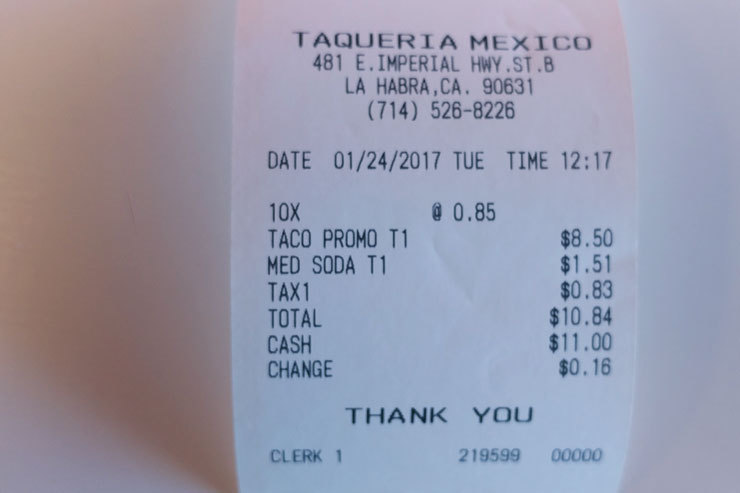 TAQUERIA MEXICO
481 E.IMPERIAL HWY.ST.B
LA HABRA,CA. 90631
(714) 526-8226
DATE 01/24/2017 TUE TIME 12:17
10X @ 0.85
TACO PROMO T1 $8.50
MED SODA T1 $1.51
TAX1 $0.83
TOTAL $10.84
CASH $11.00
CHANGE $0.16
THANK YOU
CLERK 1 219599 00000